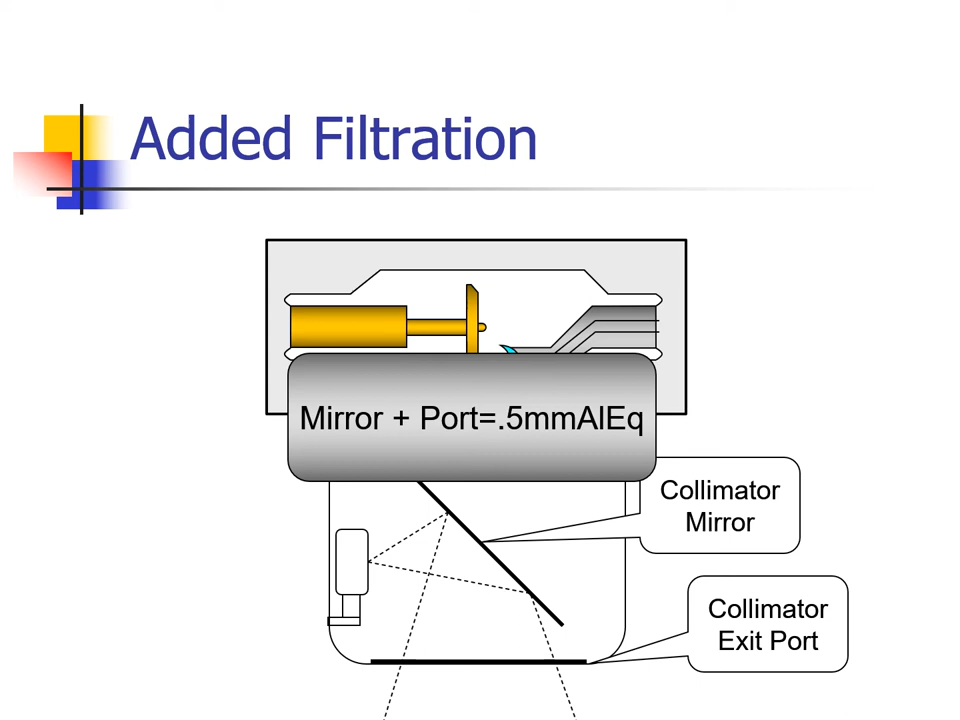 Added Filtration
Mirror + Port=.5mmAlEq
Collimator
Mirror
Collimator
Exit Port